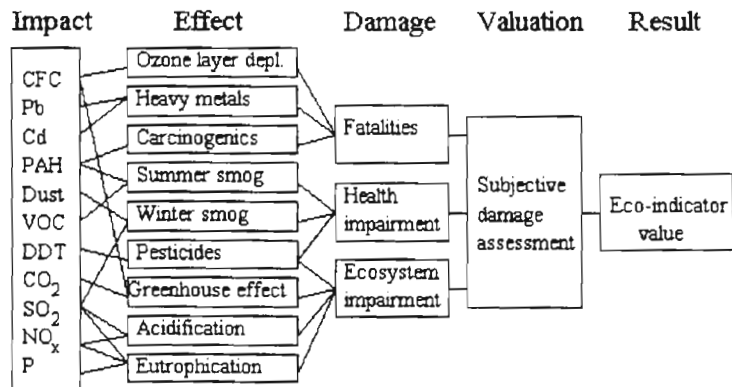 Impact Effect Damage Valuation Result
CFC
Pb
Cd
PAH
Dust
VOC
DDT
CO₂
SO₂
NOₓ
P
Ozone layer depl.
Heavy metals
Carcinogenics
Summer smog
Winter smog
Pesticides
Greenhouse effect
Acidification
Eutrophication
Fatalities
Health
impairment
Ecosystem
impairment
Subjective
damage
assessment
Eco-indicator
value